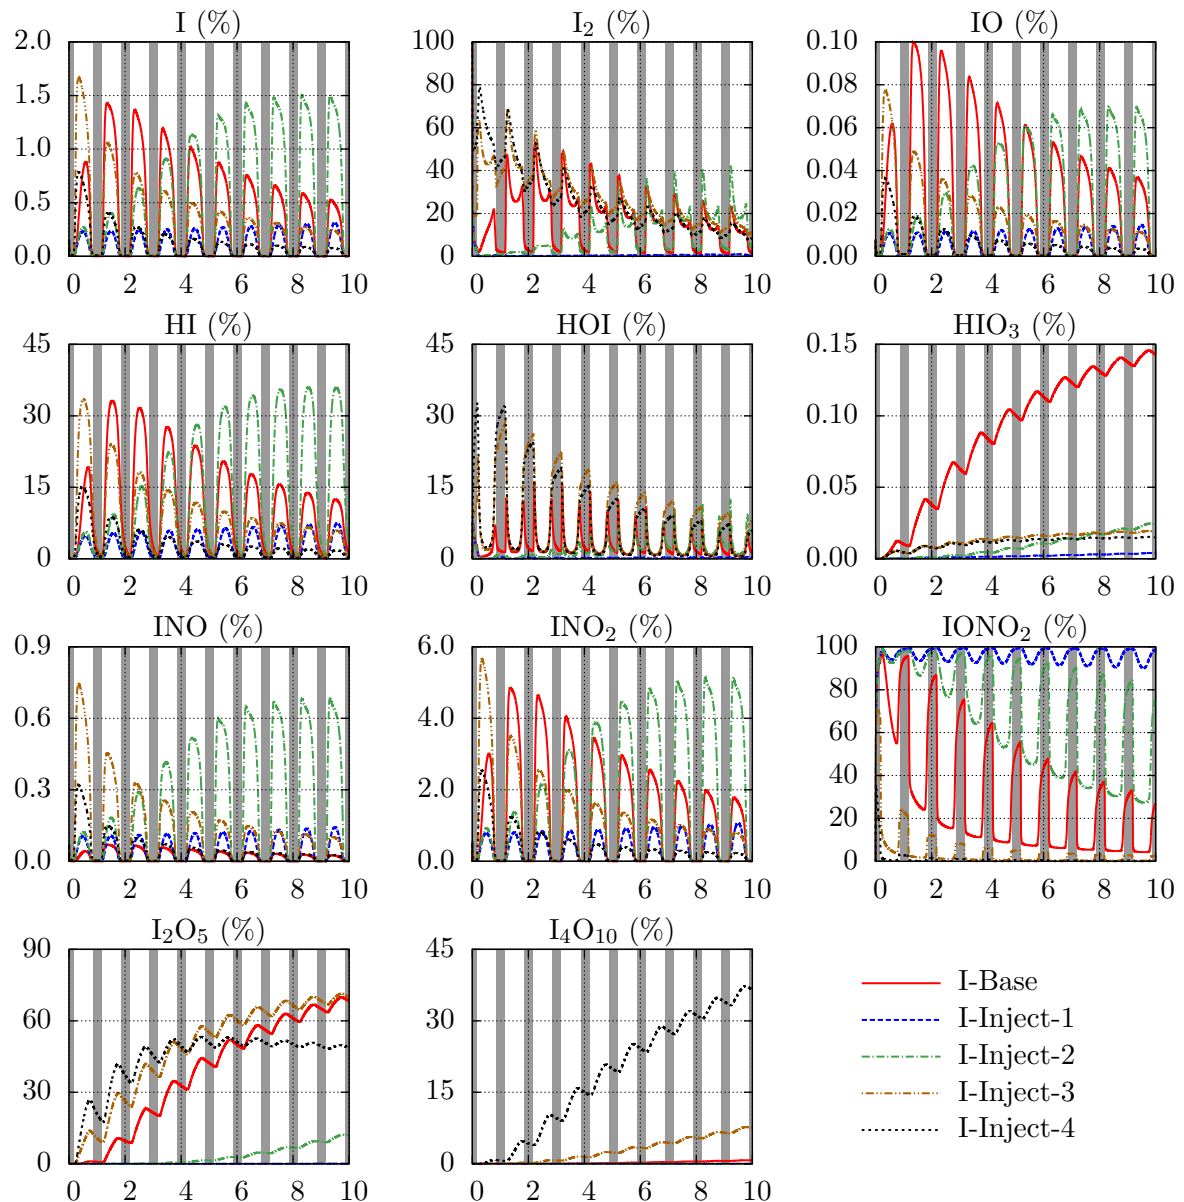 I (%)
2.0
1.5
1.0
0.5
0.0
0 2 4 6 8 10
I₂ (%)
100
80
60
40
20
0
0 2 4 6 8 10
IO (%)
0.10
0.08
0.06
0.04
0.02
0.00
0 2 4 6 8 10
HI (%)
45
30
15
0
0 2 4 6 8 10
HOI (%)
45
30
15
0
0 2 4 6 8 10
HIO₃ (%)
0.15
0.10
0.05
0.00
0 2 4 6 8 10
INO (%)
0.9
0.6
0.3
0.0
0 2 4 6 8 10
INO₂ (%)
6.0
4.0
2.0
0.0
0 2 4 6 8 10
IONO₂ (%)
100
80
60
40
20
0
0 2 4 6 8 10
I₂O₅ (%)
90
60
30
0
0 2 4 6 8 10
I₄O₁₀ (%)
45
30
15
0
0 2 4 6 8 10
I-Base
I-Inject-1
I-Inject-2
I-Inject-3
I-Inject-4